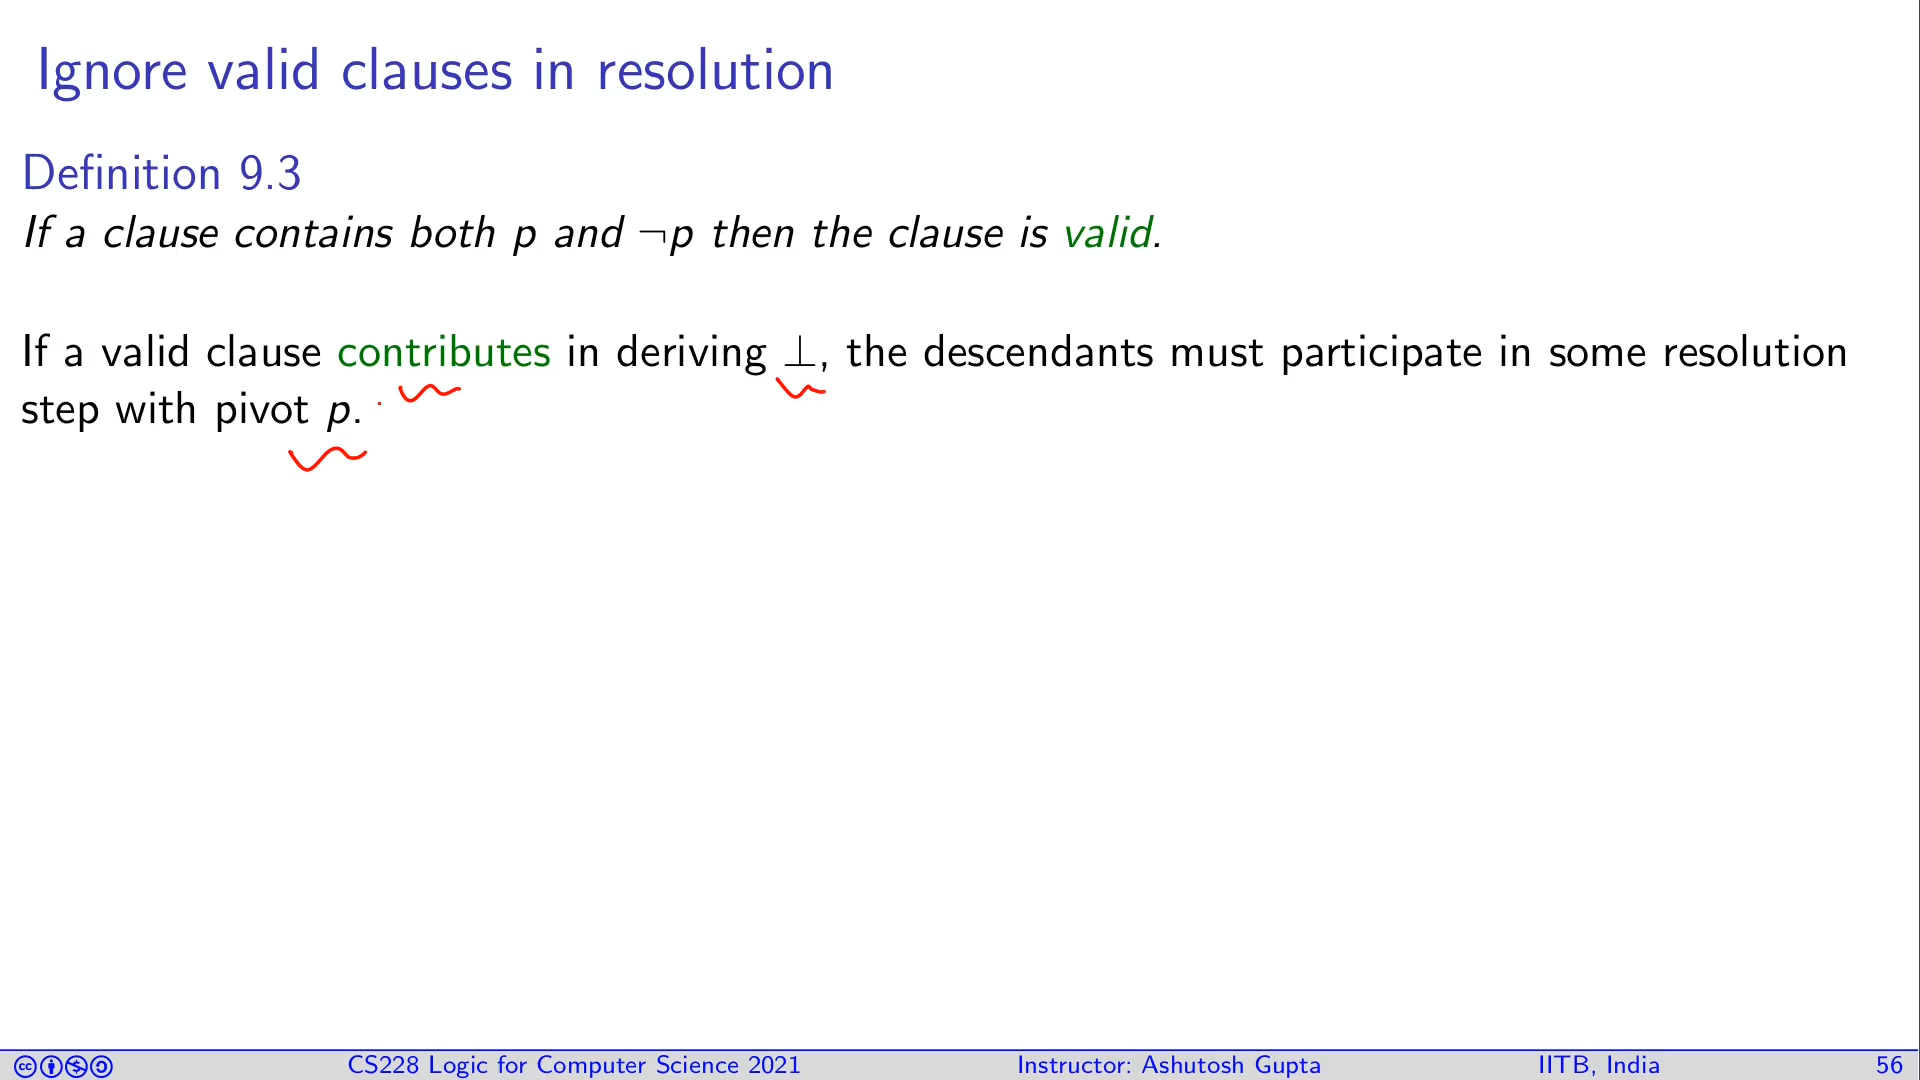 Ignore valid clauses in resolution
Definition 9.3
If a clause contains both p and ¬p then the clause is valid.
If a valid clause contributes in deriving ⊥, the descendants must participate in some resolution
step with pivot p.
CS228 Logic for Computer Science 2021 Instructor: Ashutosh Gupta IITB, India 56